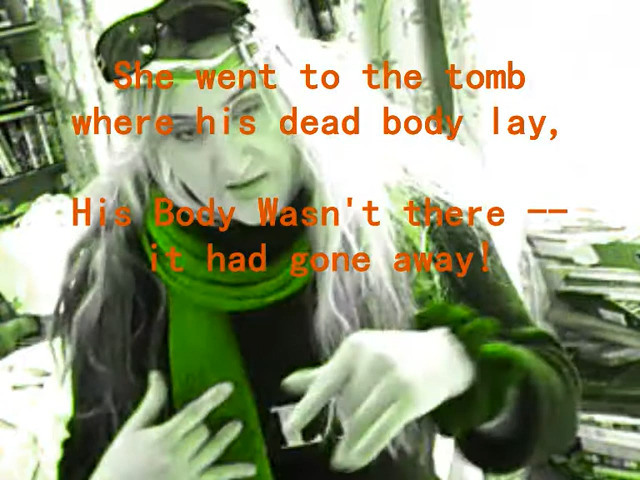 She went to the tomb
where his dead body lay,
His Body Wasn't there --
it had gone away!